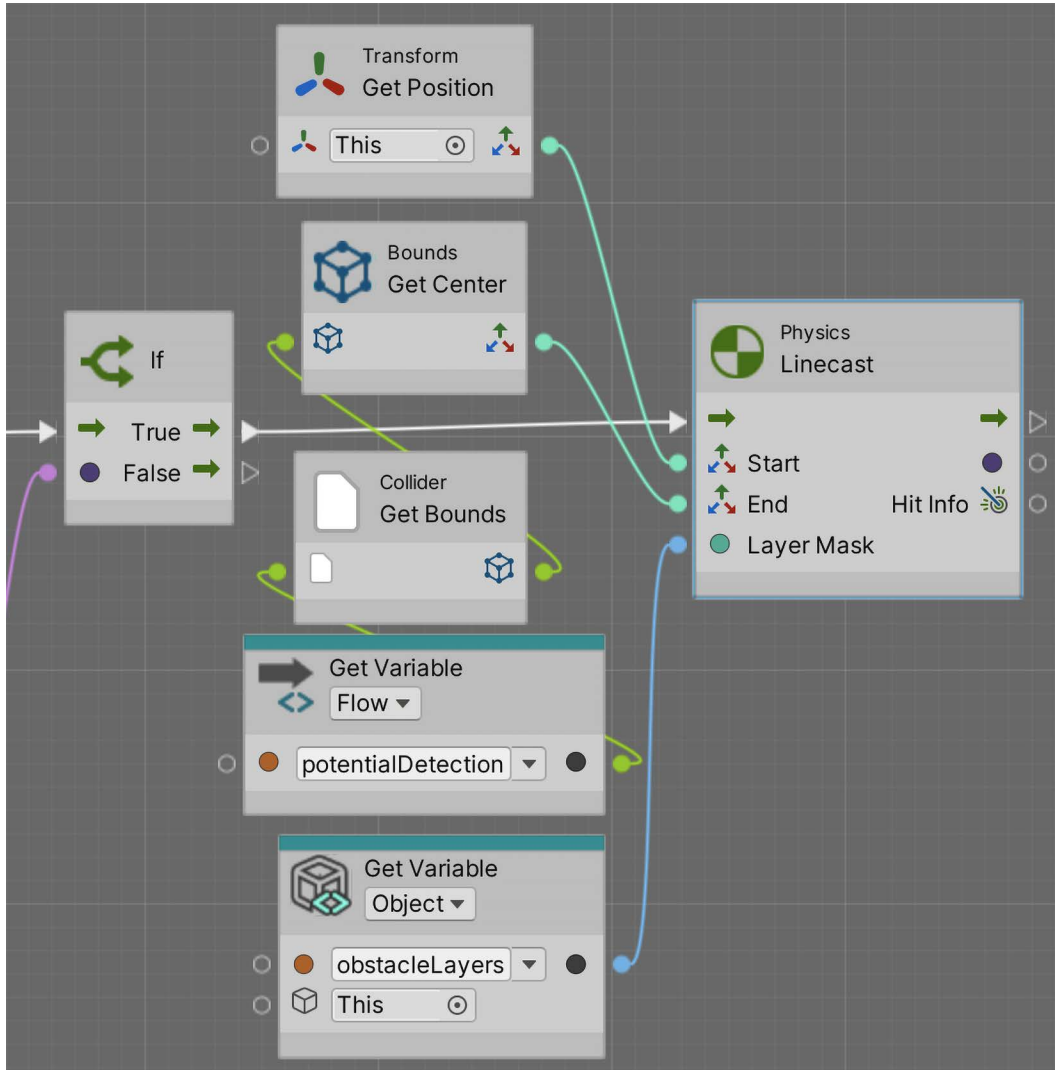 Transform
Get Position
This
Bounds
Get Center
If
True
False
Collider
Get Bounds
Get Variable
Flow
potentialDetection
Get Variable
Object
obstacleLayers
This
Physics
Linecast
Start
End Hit Info
Layer Mask